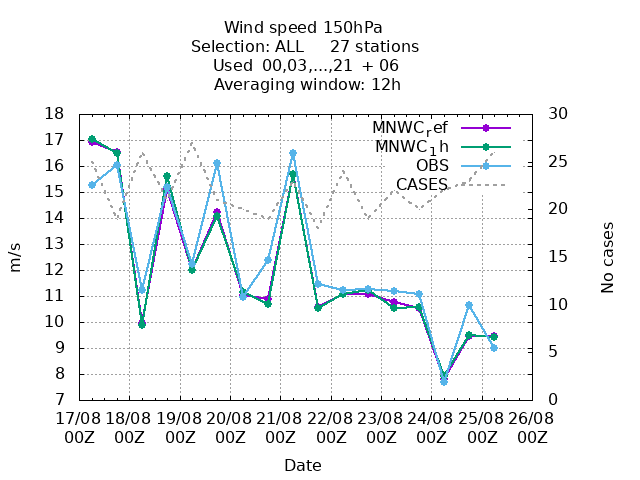 Wind speed 150hPa
Selection: ALL 27 stations
Used 00,03,...,21 + 06
Averaging window: 12h
18 30
17
16 25
15
14 20
13
12 15
11
10 10
9
8 5
7 0
MNWC_ref
MNWC_1h
OBS
CASES
m/s
No cases
17/08 18/08 19/08 20/08 21/08 22/08 23/08 24/08 25/08 26/08
00Z 00Z 00Z 00Z 00Z 00Z 00Z 00Z 00Z 00Z
Date